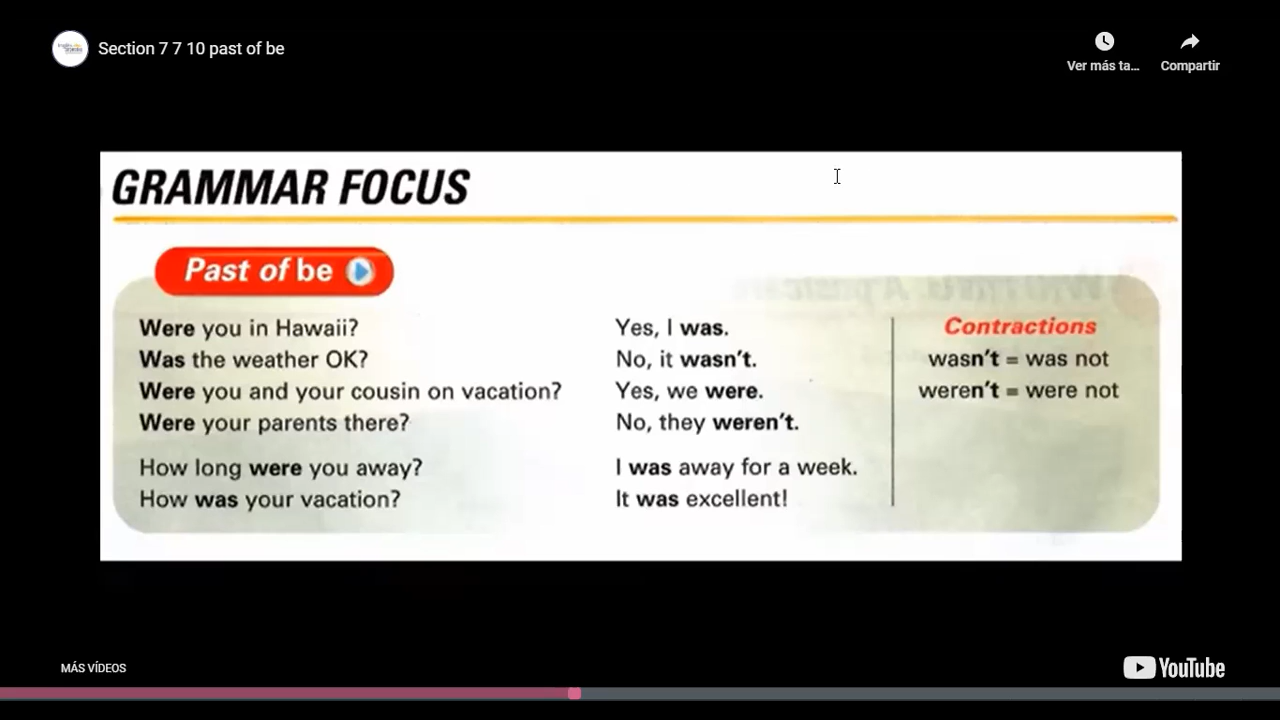 Section 7 7 10 past of be
Ver más ta...
Compartir
GRAMMAR FOCUS
Past of be
Were you in Hawaii?
Yes, I was.
Was the weather OK?
No, it wasn't.
Were you and your cousin on vacation?
Yes, we were.
Were your parents there?
No, they weren't.
How long were you away?
I was away for a week.
How was your vacation?
It was excellent!
Contractions
wasn't = was not
weren't = were not
MÁS VÍDEOS
YouTube